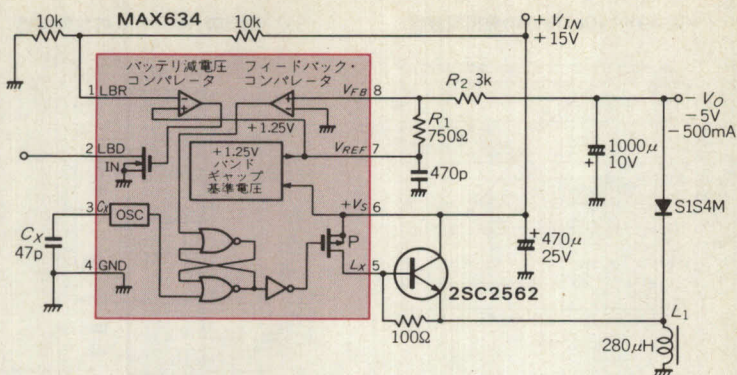 MAX634
10k
10k
+VIN
+15V
バッテリ減電圧
コンパレータ
フィードバック・
コンパレータ
1
LBR
VFB
8
R2 3k
-VO
-5V
-500mA
+1.25V
R1
750Ω
2
LBD
IN
+1.25V
バンド
ギャップ
基準電圧
VREF
7
470p
1000μ
10V
3
CX
OSC
+VS
6
S1S4M
CX
47p
P
470μ
25V
4
GND
LX
5
2SC2562
100Ω
L1
280μH